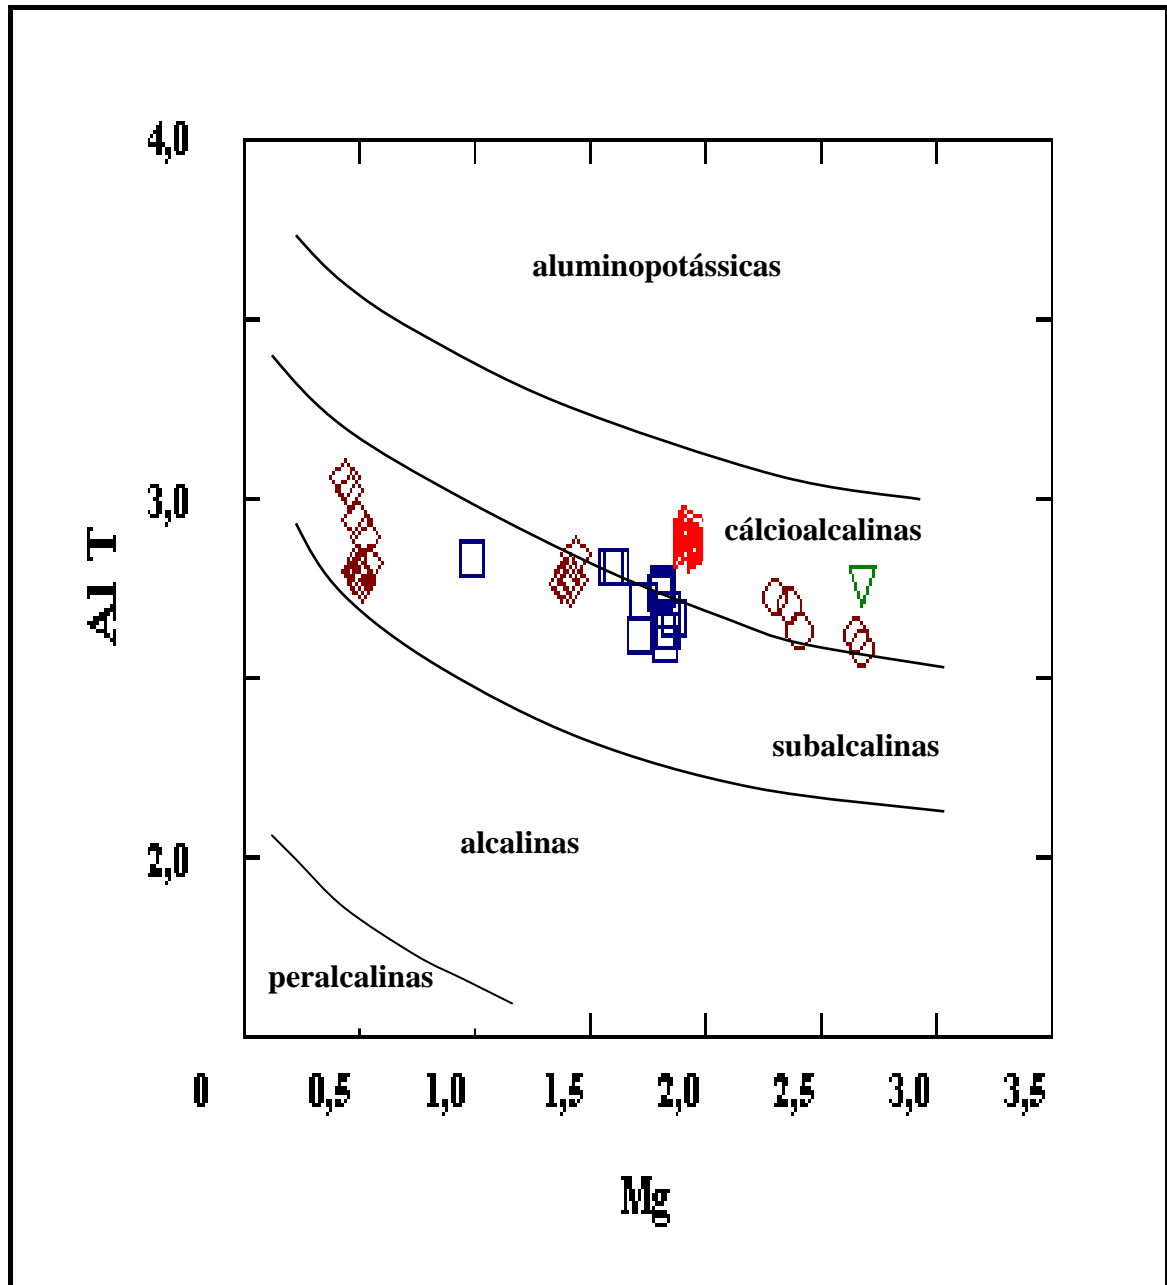 4,0
aluminopotássicas
3,0
cálcioalcalinas
Al T
subalcalinas
2,0
alcalinas
peralcalinas
0 0,5 1,0 1,5 2,0 2,5 3,0 3,5
Mg